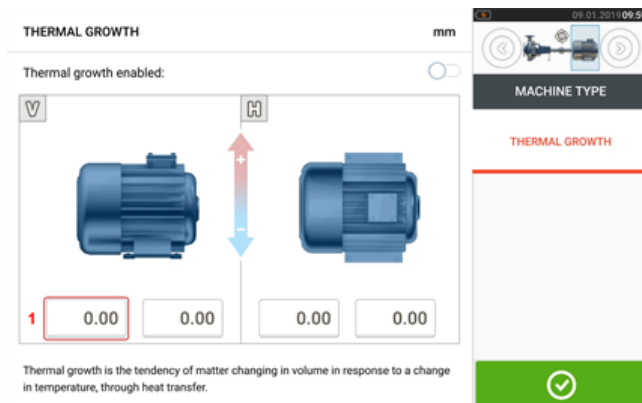 THERMAL GROWTH
mm
Thermal growth enabled:
V
H
+
−
1
0.00
0.00
0.00
0.00
Thermal growth is the tendency of matter changing in volume in response to a change
in temperature, through heat transfer.
09.01.2019 09:59
MACHINE TYPE
THERMAL GROWTH